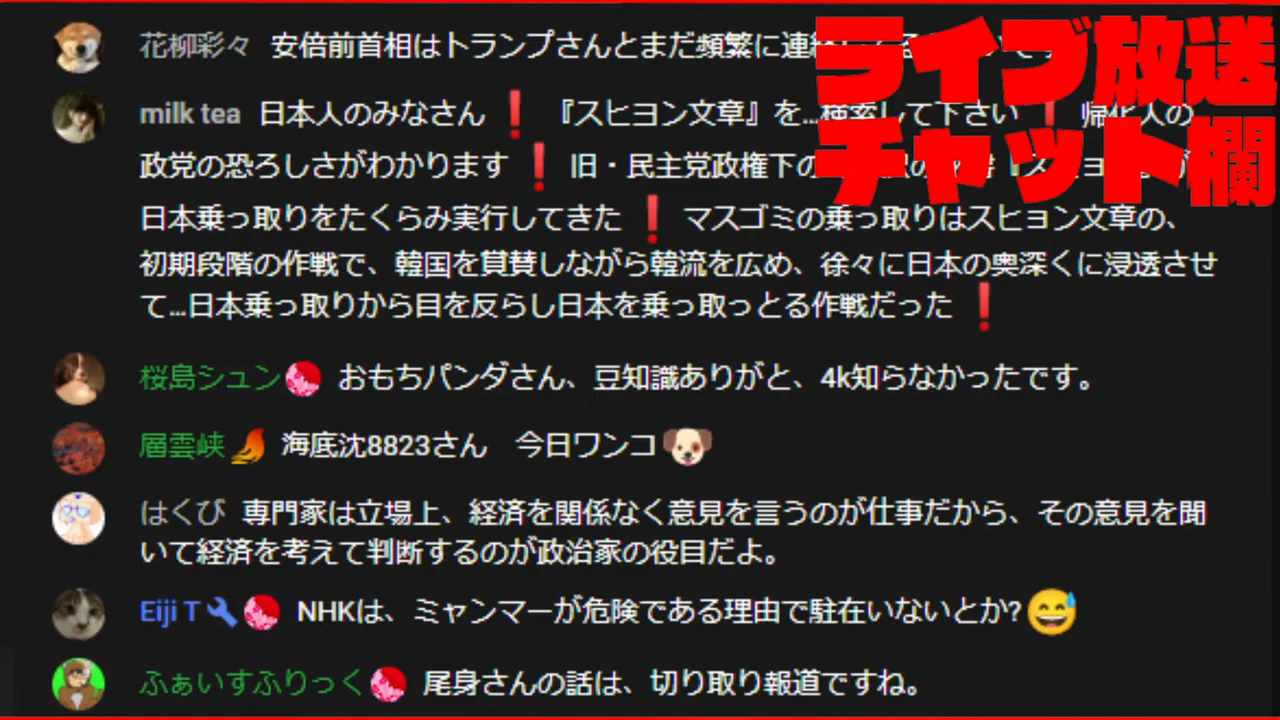 花柳彩々 安倍前首相はトランプさんとまだ頻繁に連絡
ライブ放送
チャット欄
milk tea 日本人のみなさん❗『スヒョン文章』を…検索して下さい❗帰化人の
政党の恐ろしさがわかります❗旧・民主党政権下の
日本乗っ取りをたくらみ実行してきた❗マスゴミの乗っ取りはスヒョン文章の、
初期段階の作戦で、韓国を賞賛しながら韓流を広め、徐々に日本の奥深くに浸透させ
て…日本乗っ取りから目を反らし日本を乗っ取っとる作戦だった❗
桜島シュン おもちパンダさん、豆知識ありがと、4k知らなかったです。
層雲峡 海底沈8823さん 今日ワンコ🐶
はくび 専門家は立場上、経済を関係なく意見を言うのが仕事だから、その意見を聞
いて経済を考えて判断するのが政治家の役目だよ。
Eiji T🔧 NHKは、ミャンマーが危険である理由で駐在いないとか?😅
ふぁいすふりっく 尾身さんの話は、切り取り報道ですね。